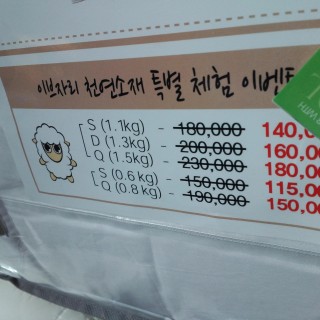 이브자리 천연소재 특별 체험 이벤
S (1.1kg) - 180,000 140,0
D (1.3kg) - 200,000 160,0
Q (1.5kg) - 230,000 180,0
S (0.6kg) - 150,000 115,00
Q (0.8kg) - 190,000 150,0